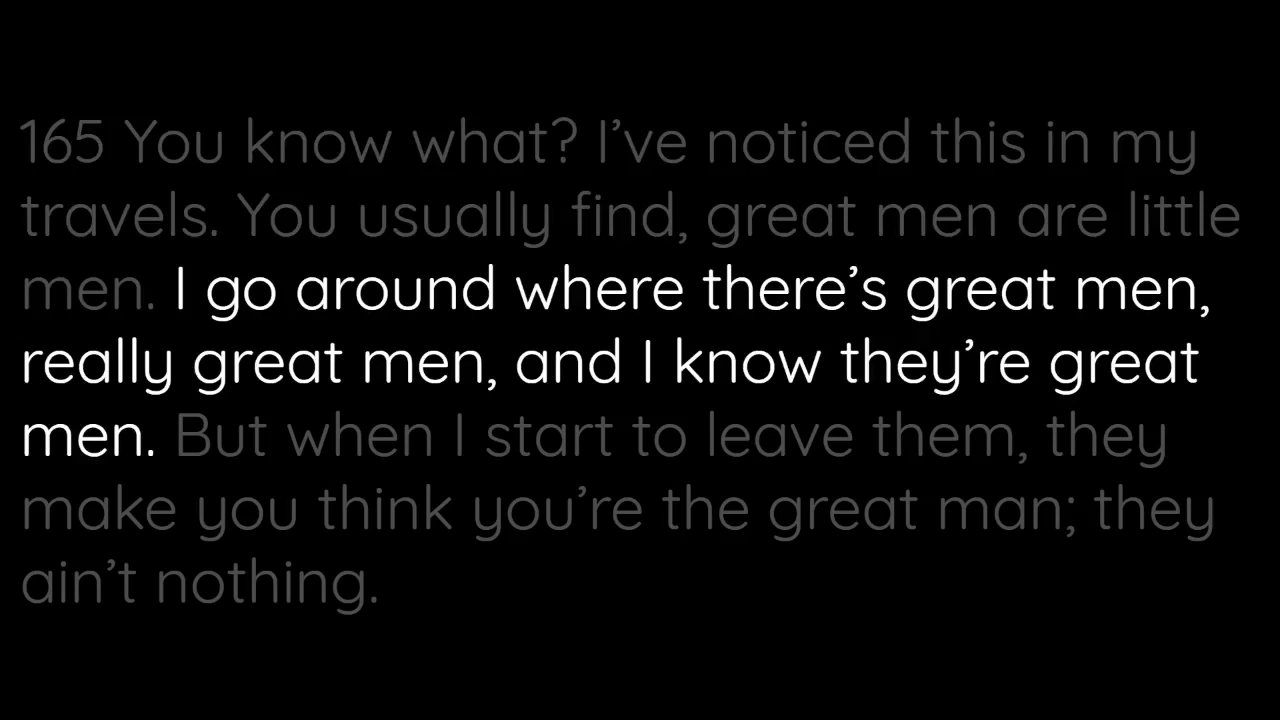 165 You know what? I’ve noticed this in my
travels. You usually find, great men are little
men. I go around where there’s great men,
really great men, and I know they’re great
men. But when I start to leave them, they
make you think you’re the great man; they
ain’t nothing.